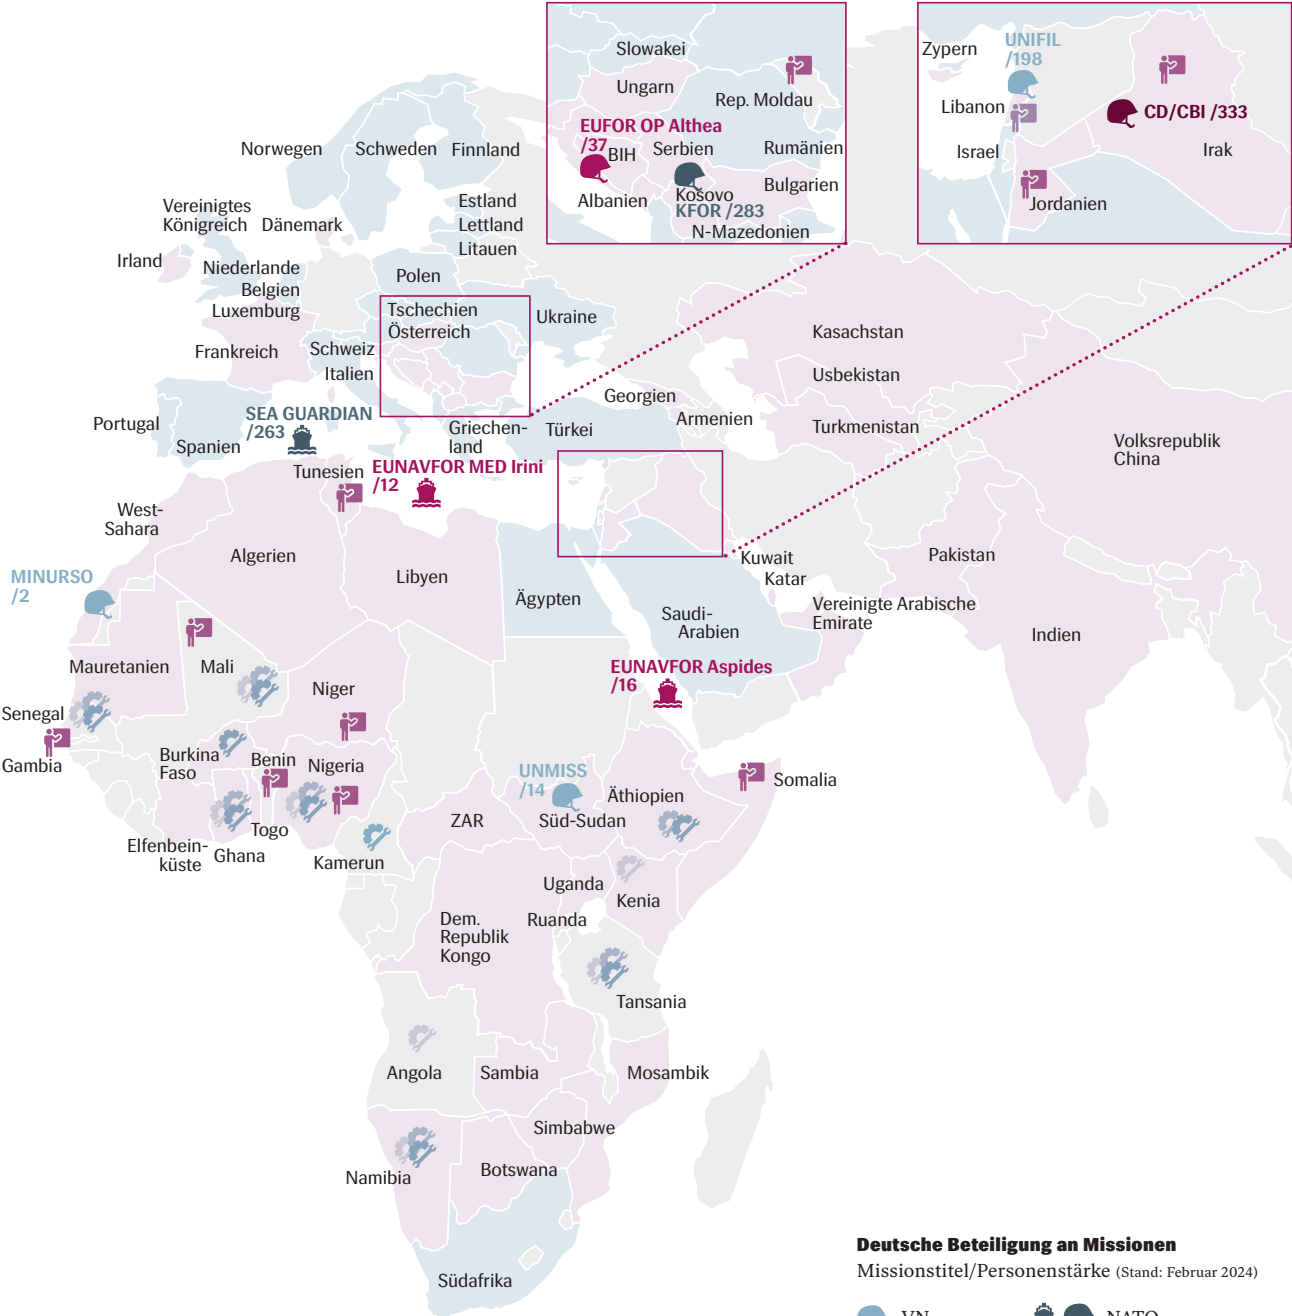 Slowakei
Ungarn
Rep. Moldau
EUFOR OP Althea
/37
BIH
Serbien
Rumänien
Albanien
Kosovo
KFOR /283
Bulgarien
N-Mazedonien
Zypern
UNIFIL
/198
Libanon
CD/CBI /333
Israel
Irak
Jordanien
Norwegen
Schweden
Finnland
Vereinigtes
Königreich
Dänemark
Estland
Lettland
Litauen
Irland
Niederlande
Belgien
Luxemburg
Polen
Tschechien
Österreich
Ukraine
Frankreich
Schweiz
Italien
Kasachstan
Usbekistan
Georgien
Armenien
Turkmenistan
Portugal
Spanien
SEA GUARDIAN
/263
Griechen-
land
Türkei
Volksrepublik
China
Tunesien
EUNAVFOR MED Irini
/12
West-
Sahara
Algerien
Libyen
Ägypten
Kuwait
Katar
Pakistan
MINURSO
/2
Saudi-
Arabien
Vereinigte Arabische
Emirate
Indien
Mauretanien
Mali
Niger
EUNAVFOR Aspides
/16
Senegal
Gambia
Burkina
Faso
Benin
Nigeria
UNMISS
/14
Äthiopien
Somalia
Süd-Sudan
ZAR
Togo
Elfenbein-
küste
Ghana
Kamerun
Uganda
Kenia
Ruanda
Dem.
Republik
Kongo
Tansania
Angola
Sambia
Mosambik
Simbabwe
Namibia
Botswana
Südafrika
Deutsche Beteiligung an Missionen
Missionstitel/Personenstärke (Stand: Februar 2024)
VN
NATO